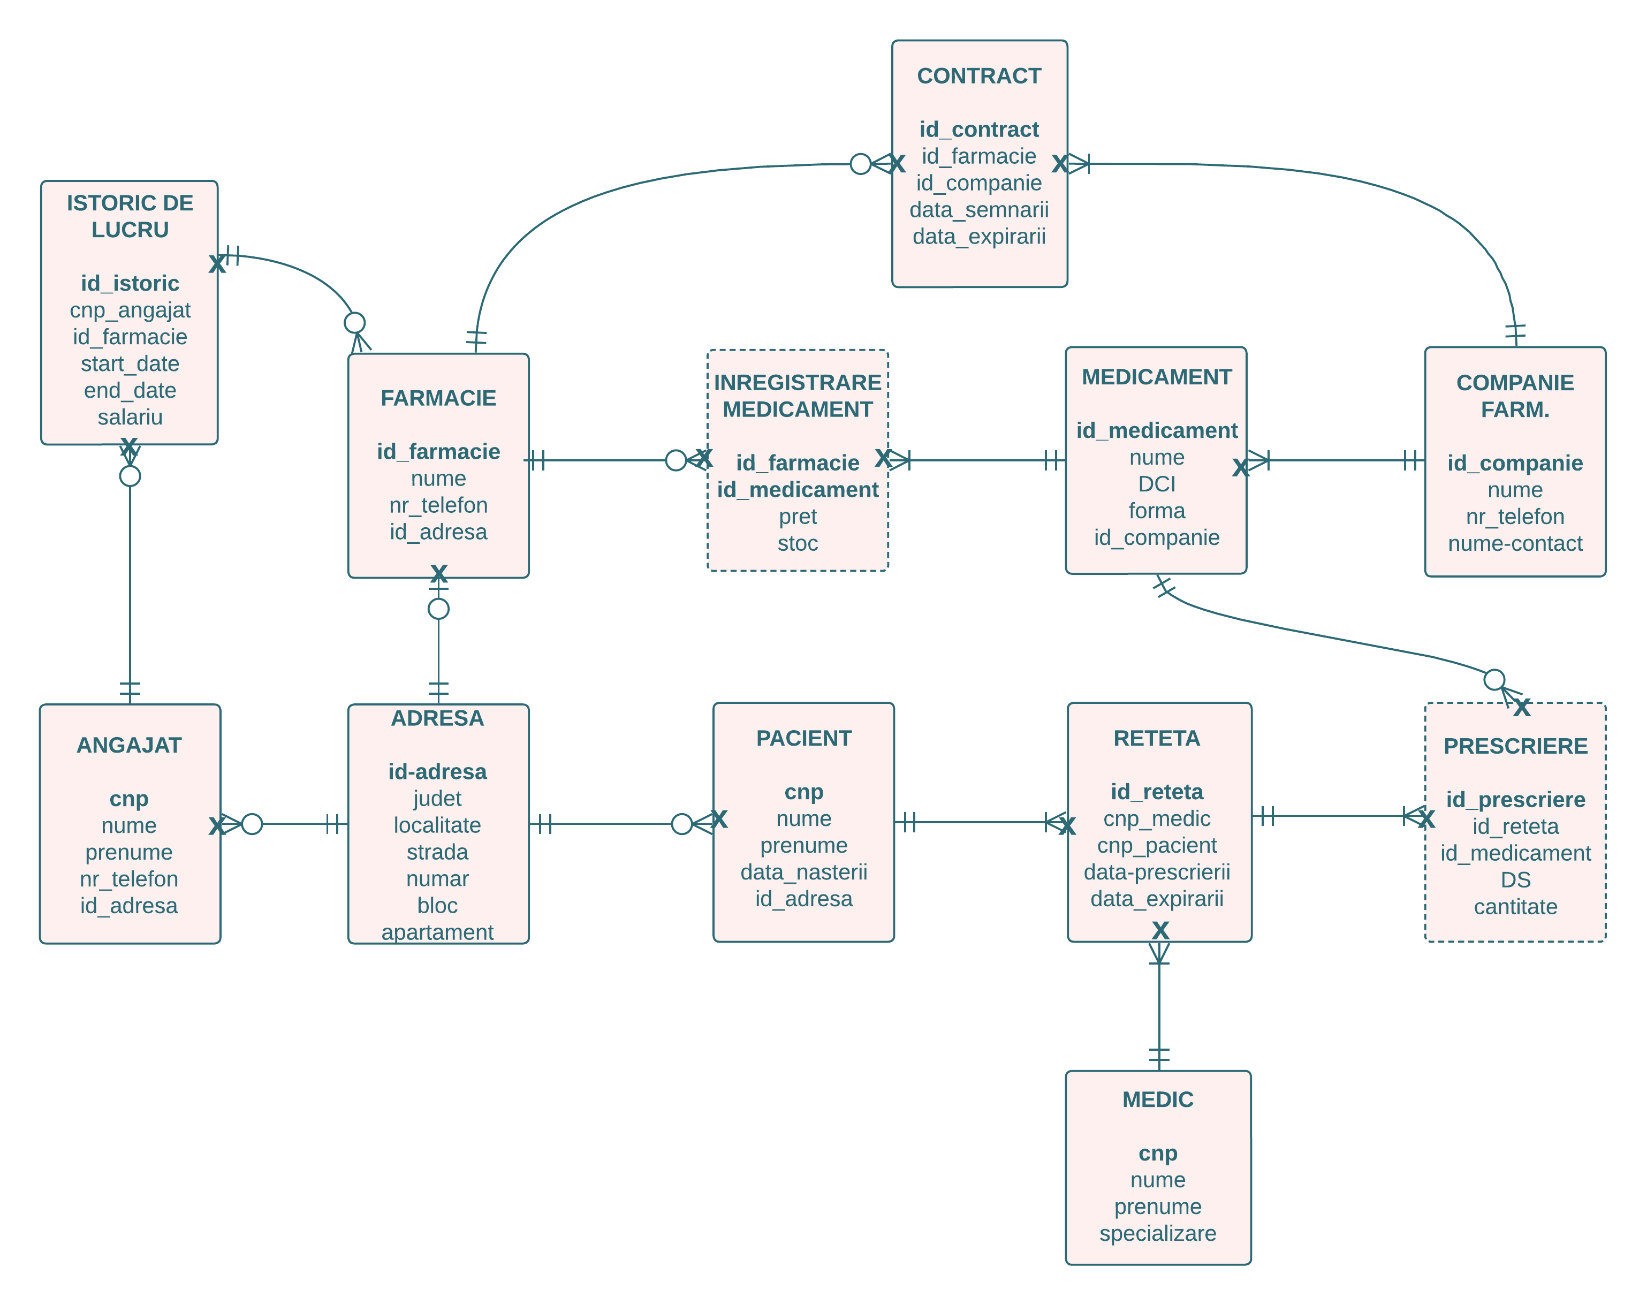 CONTRACT
id_contract
id_farmacie
id_companie
data_semnarii
data_expirarii
X
X
ISTORIC DE
LUCRU
id_istoric
cnp_angajat
id_farmacie
start_date
end_date
salariu
X
X
FARMACIE
id_farmacie
nume
nr_telefon
id_adresa
X
INREGISTRARE
MEDICAMENT
id_farmacie
id_medicament
pret
stoc
X
X
MEDICAMENT
id_medicament
nume
DCI
forma
id_companie
X
COMPANIE
FARM.
id_companie
nume
nr_telefon
nume-contact
ANGAJAT
cnp
nume
prenume
nr_telefon
id_adresa
X
ADRESA
id-adresa
judet
localitate
strada
numar
bloc
apartament
PACIENT
cnp
nume
prenume
data_nasterii
id_adresa
X
RETETA
id_reteta
cnp_medic
cnp_pacient
data-prescrierii
data_expirarii
X
X
PRESCRIERE
id_prescriere
id_reteta
id_medicament
DS
cantitate
X
X
MEDIC
cnp
nume
prenume
specializare